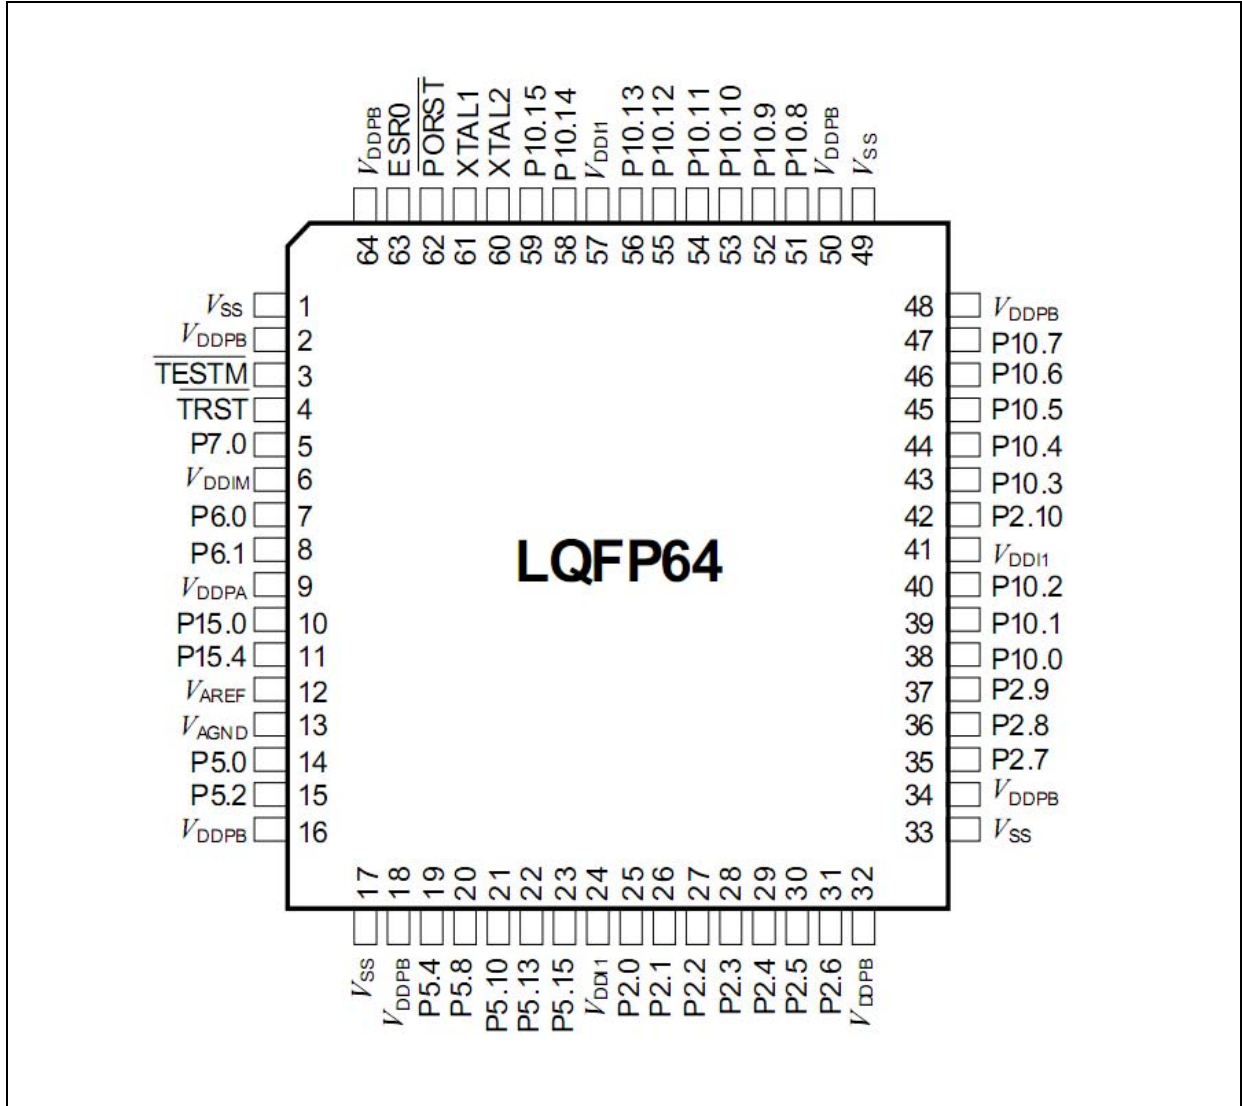 VDDPB
ESR0
PORST
XTAL1
XTAL2
P10.15
P10.14
VDDI1
P10.13
P10.12
P10.11
P10.10
P10.9
P10.8
VDDPB
VSS
64 63 62 61 60 59 58 57 56 55 54 53 52 51 50 49
VSS 1
VDDPB 2
TESTM 3
TRST 4
P7.0 5
VDDIM 6
P6.0 7
P6.1 8
VDDPA 9
P15.0 10
P15.4 11
VAREF 12
VAGND 13
P5.0 14
P5.2 15
VDDPB 16
LQFP64
48 VDDPB
47 P10.7
46 P10.6
45 P10.5
44 P10.4
43 P10.3
42 P2.10
41 VDDI1
40 P10.2
39 P10.1
38 P10.0
37 P2.9
36 P2.8
35 P2.7
34 VDDPB
33 VSS
17 18 19 20 21 22 23 24 25 26 27 28 29 30 31 32
VSS
VDDPB
P5.4
P5.8
P5.10
P5.13
P5.15
VDDI1
P2.0
P2.1
P2.2
P2.3
P2.4
P2.5
P2.6
VDDPB